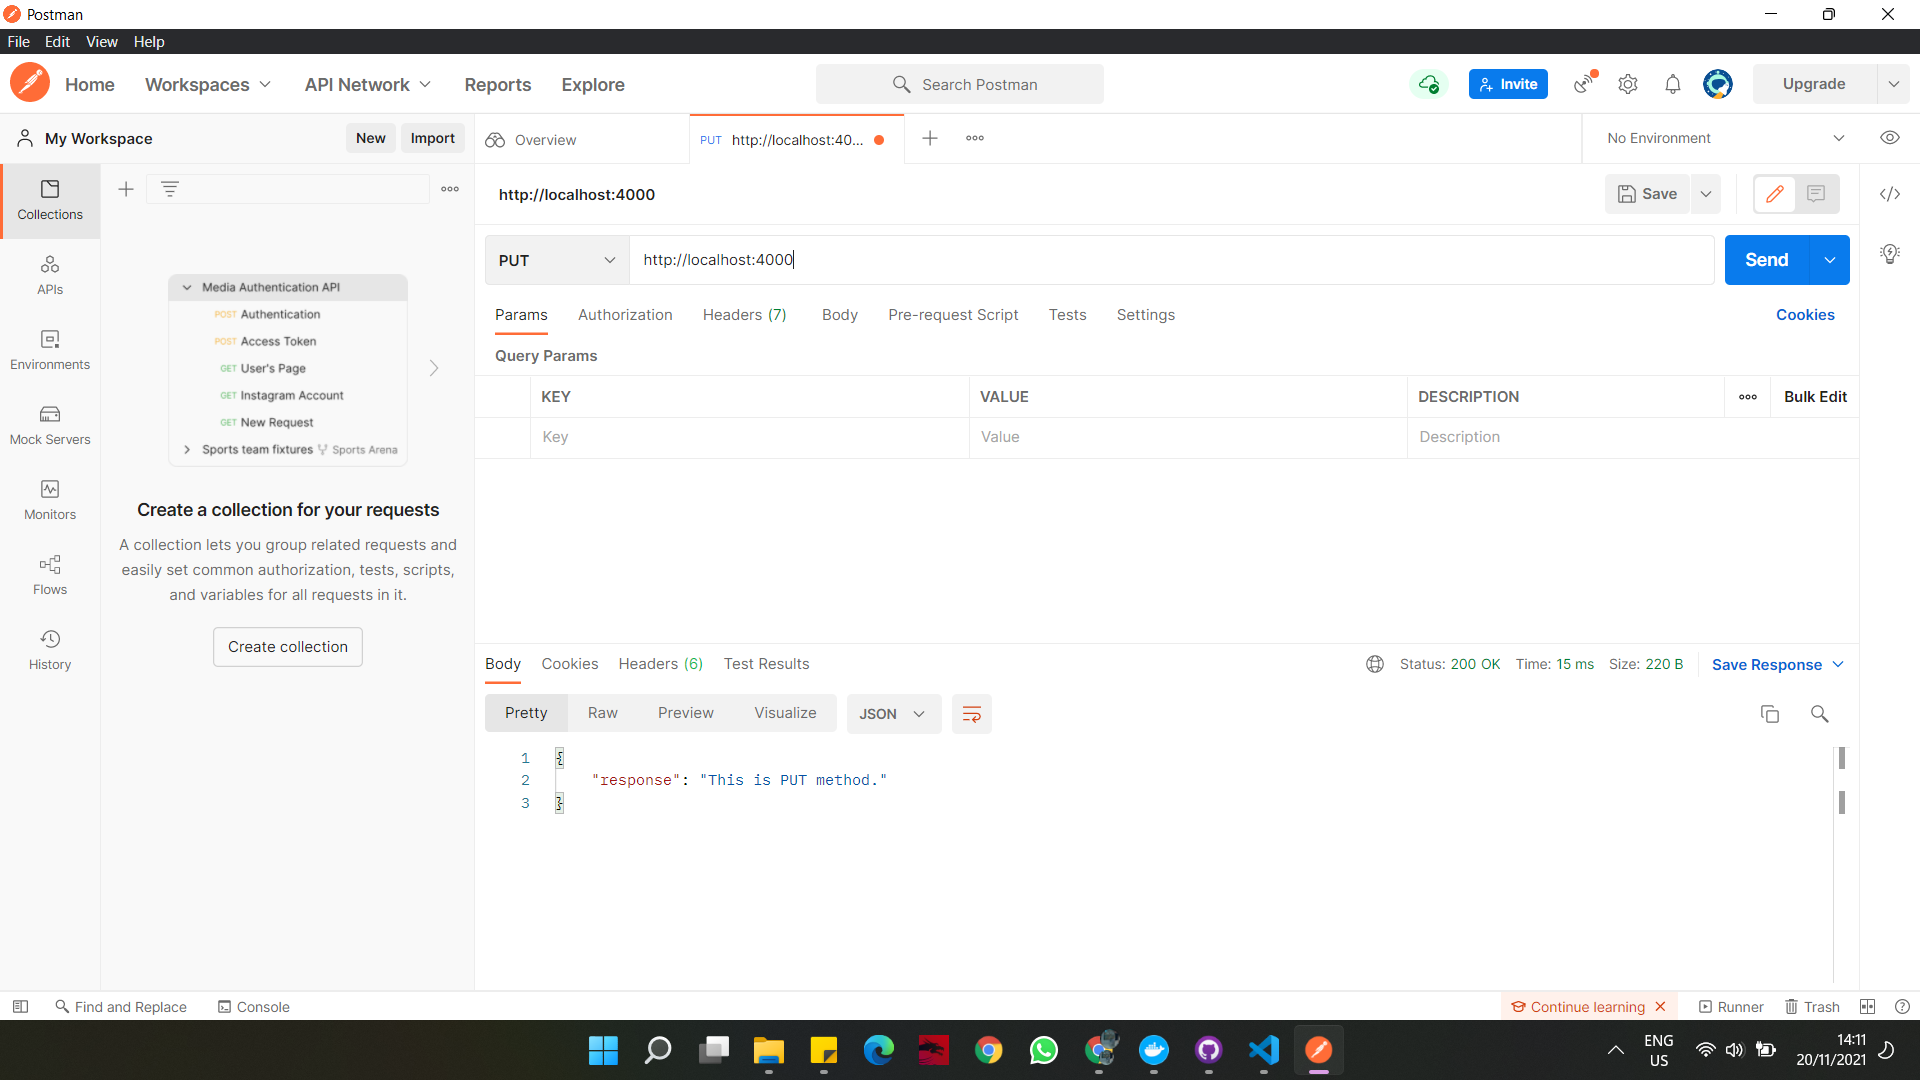 Postman
File Edit View Help
Home Workspaces API Network Reports Explore Search Postman Invite Upgrade
My Workspace New Import Overview PUT http://localhost:40... No Environment
http://localhost:4000 Save
PUT http://localhost:4000 Send
Params Authorization Headers (7) Body Pre-request Script Tests Settings Cookies
Query Params
KEY VALUE DESCRIPTION Bulk Edit
Key Value Description
Collections
APIs
Environments
Mock Servers
Monitors
Flows
History
Media Authentication API
POST Authentication
POST Access Token
GET User's Page
GET Instagram Account
GET New Request
Sports team fixtures Sports Arena
Create a collection for your requests
A collection lets you group related requests and
easily set common authorization, tests, scripts,
and variables for all requests in it.
Create collection
Body Cookies Headers (6) Test Results Status: 200 OK Time: 15 ms Size: 220 B Save Response
Pretty Raw Preview Visualize JSON
1 {
2 "response": "This is PUT method."
3 }
Find and Replace Console Continue learning Runner Trash
ENG
US
14:11
20/11/2021